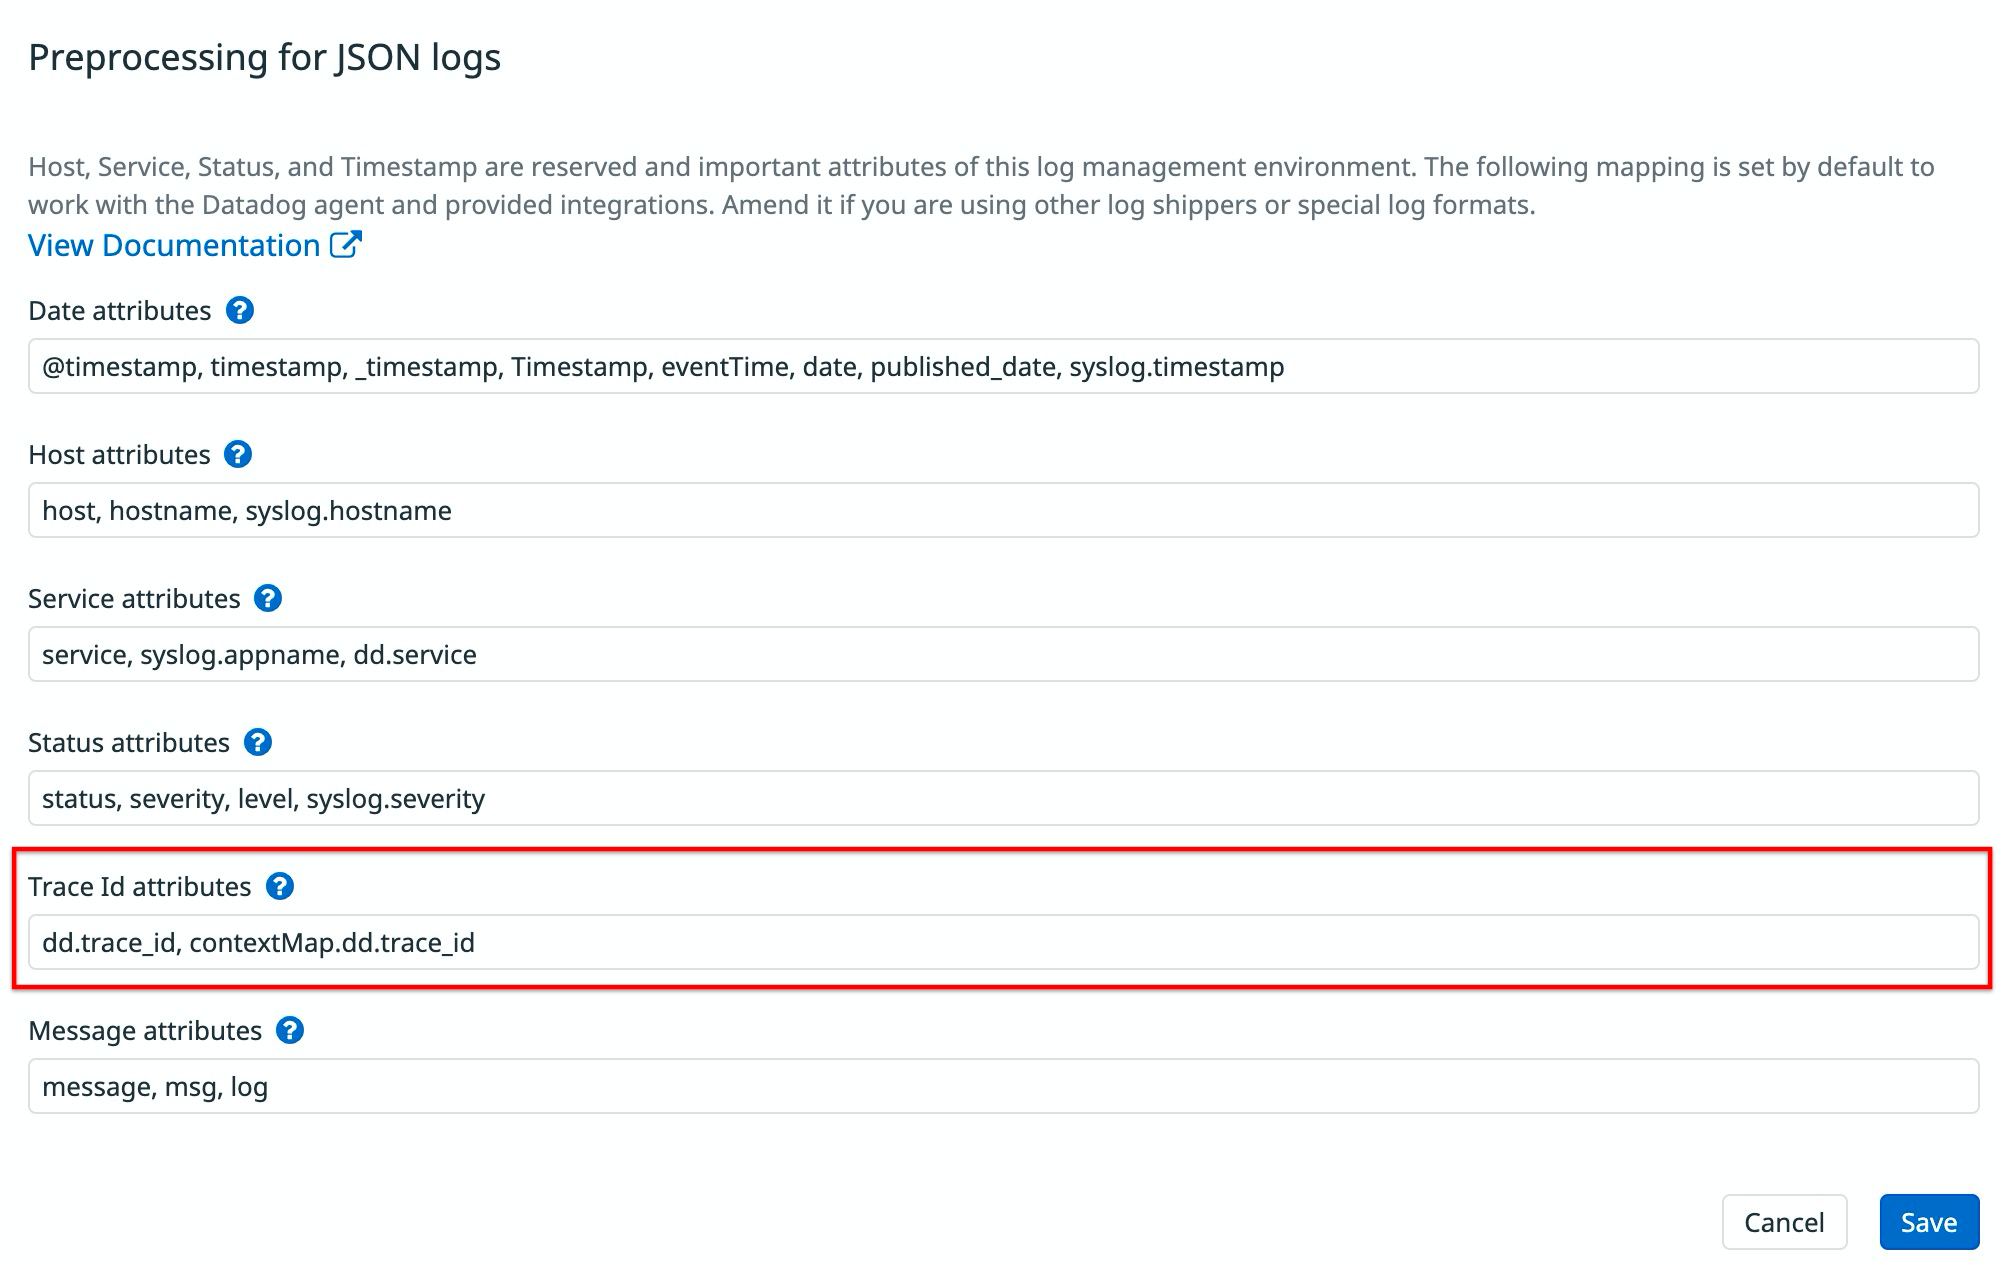 Preprocessing for JSON logs
Host, Service, Status, and Timestamp are reserved and important attributes of this log management environment. The following mapping is set by default to
work with the Datadog agent and provided integrations. Amend it if you are using other log shippers or special log formats.
View Documentation
Date attributes ?
@timestamp, timestamp, _timestamp, Timestamp, eventTime, date, published_date, syslog.timestamp
Host attributes ?
host, hostname, syslog.hostname
Service attributes ?
service, syslog.appname, dd.service
Status attributes ?
status, severity, level, syslog.severity
Trace Id attributes ?
dd.trace_id, contextMap.dd.trace_id
Message attributes ?
message, msg, log
Cancel Save